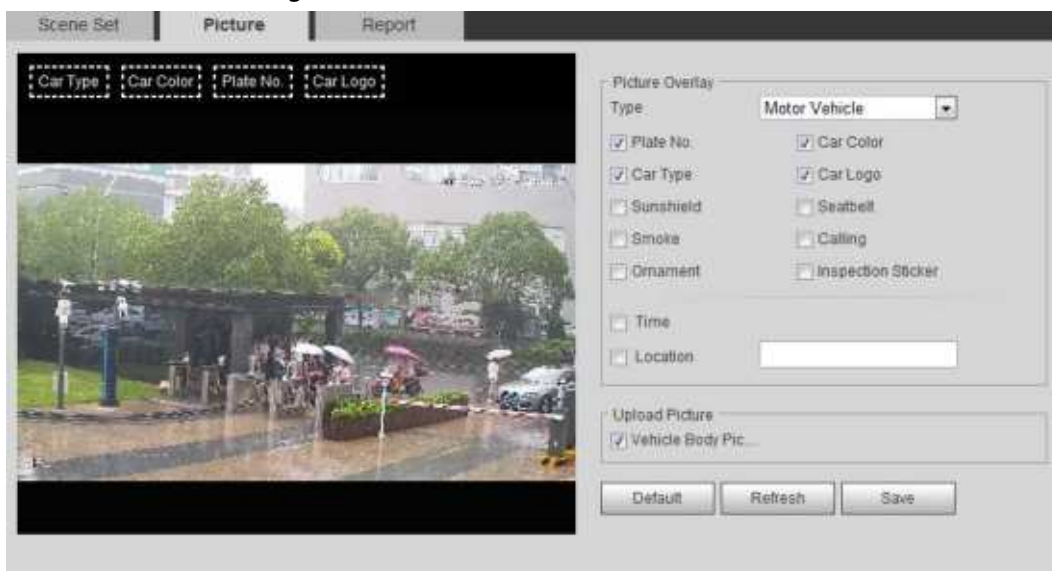 Scene Set Picture Report
Car Type Car Color Plate No. Car Logo
Picture Overlay
Type Motor Vehicle
Plate No. Car Color
Car Type Car Logo
Sunshield Seatbelt
Smoke Calling
Ornament Inspection Sticker
Time
Location
Upload Picture
Vehicle Body Pic...
Default Refresh Save